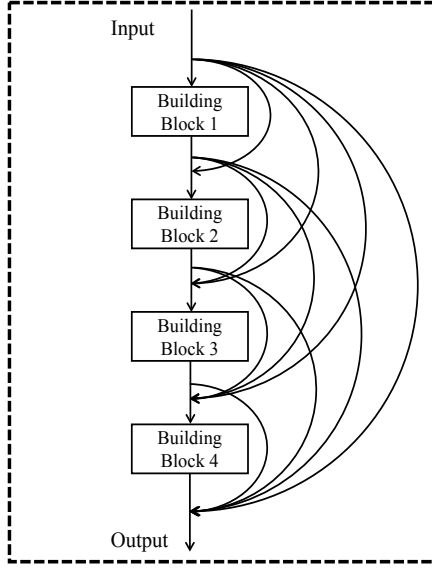 Input
Building
Block 1
Building
Block 2
Building
Block 3
Building
Block 4
Output